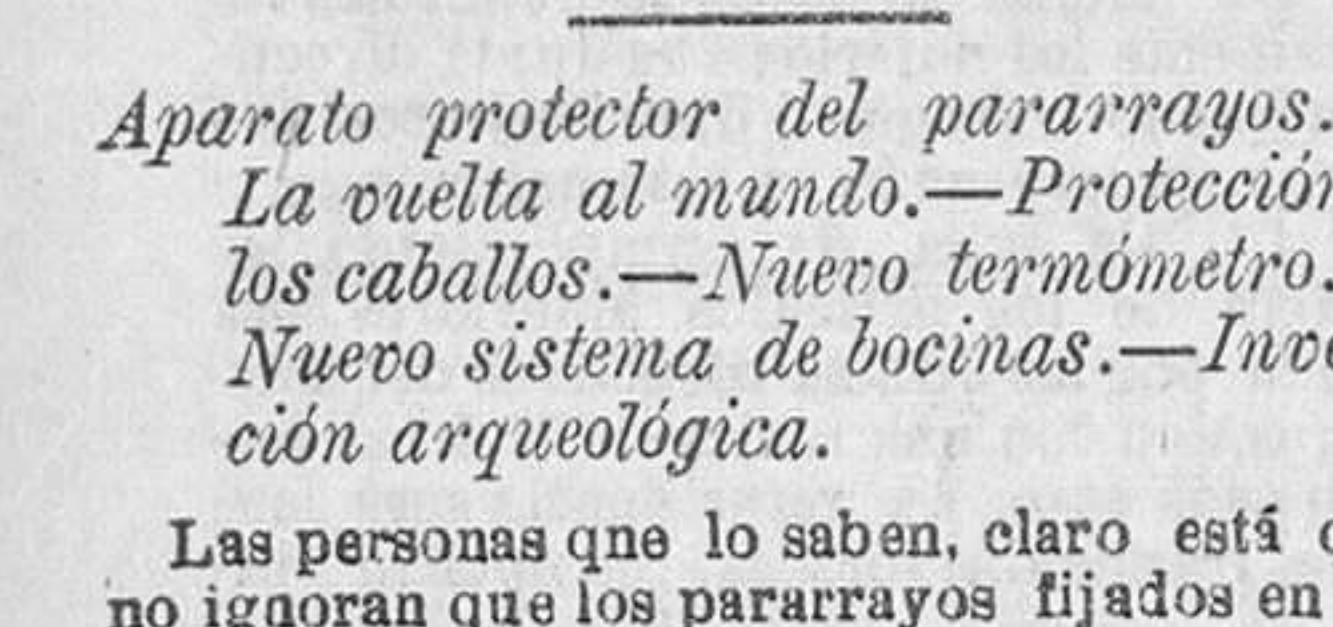 Aparato protector del pararrayos.
La vuelta al mundo.—Protección
los caballos.—Nuevo termómetro.
Nuevo sistema de bocinas.—Inve
ción arqueológica.
Las personas qne lo saben, claro está
no ignoran que los pararrayos fijados en